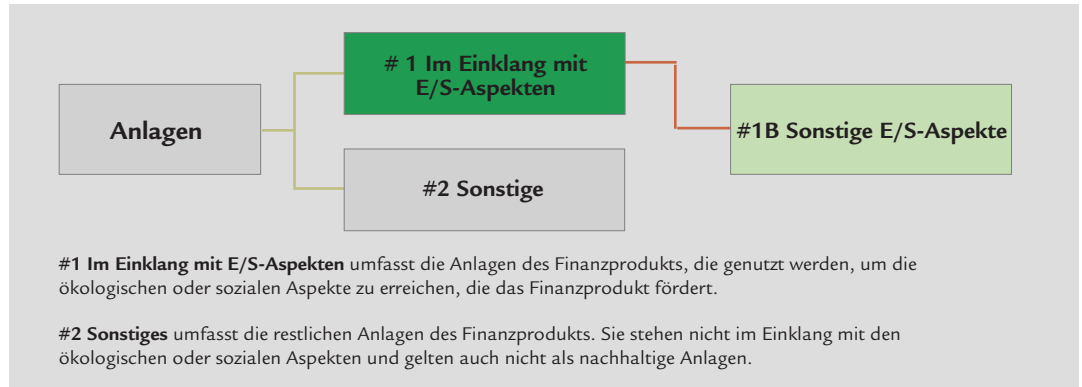 # 1 Im Einklang mit
E/S-Aspekten
Anlagen
#1B Sonstige E/S-Aspekte
#2 Sonstige
#1 Im Einklang mit E/S-Aspekten umfasst die Anlagen des Finanzprodukts, die genutzt werden, um die
ökologischen oder sozialen Aspekte zu erreichen, die das Finanzprodukt fördert.
#2 Sonstiges umfasst die restlichen Anlagen des Finanzprodukts. Sie stehen nicht im Einklang mit den
ökologischen oder sozialen Aspekten und gelten auch nicht als nachhaltige Anlagen.